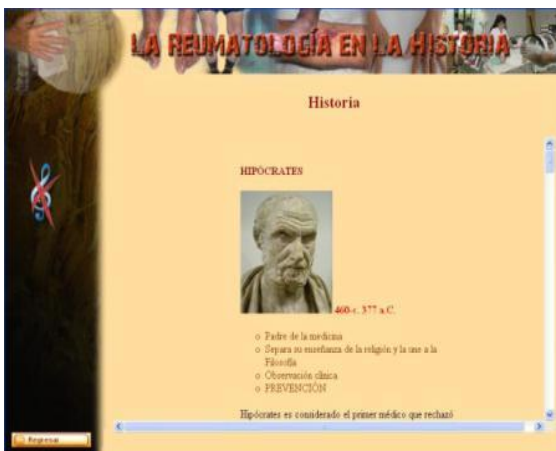 LA REUMATOLOGÍA EN LA HISTORIA
Historia
HIPÓCRATES
460-c. 377 a.C.
o Padre de la medicina
o Separa su enseñanza de la religión y la une a la
Filosofía
o Observación clínica
o PREVENCIÓN
Hipócrates es considerado el primer médico que rechazó
Regresar